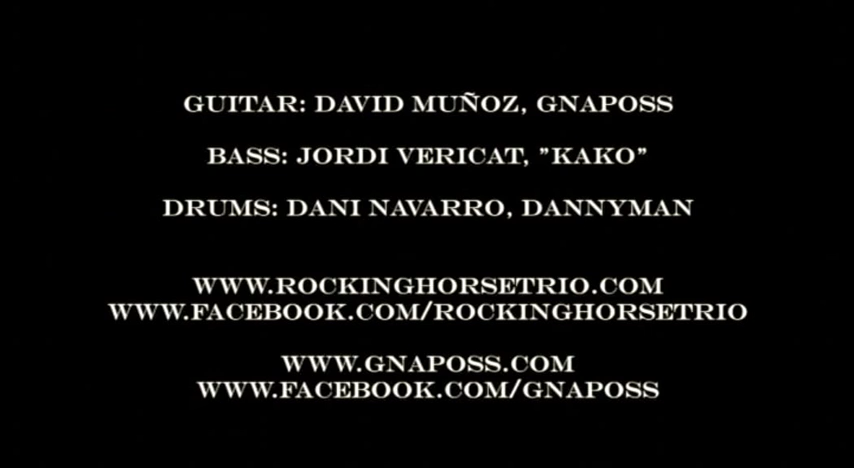 GUITAR: DAVID MUÑOZ, GNAPOSS
BASS: JORDI VERICAT, "KAKO"
DRUMS: DANI NAVARRO, DANNYMAN
WWW.ROCKINGHORSETRIO.COM
WWW.FACEBOOK.COM/ROCKINGHORSETRIO
WWW.GNAPOSS.COM
WWW.FACEBOOK.COM/GNAPOSS